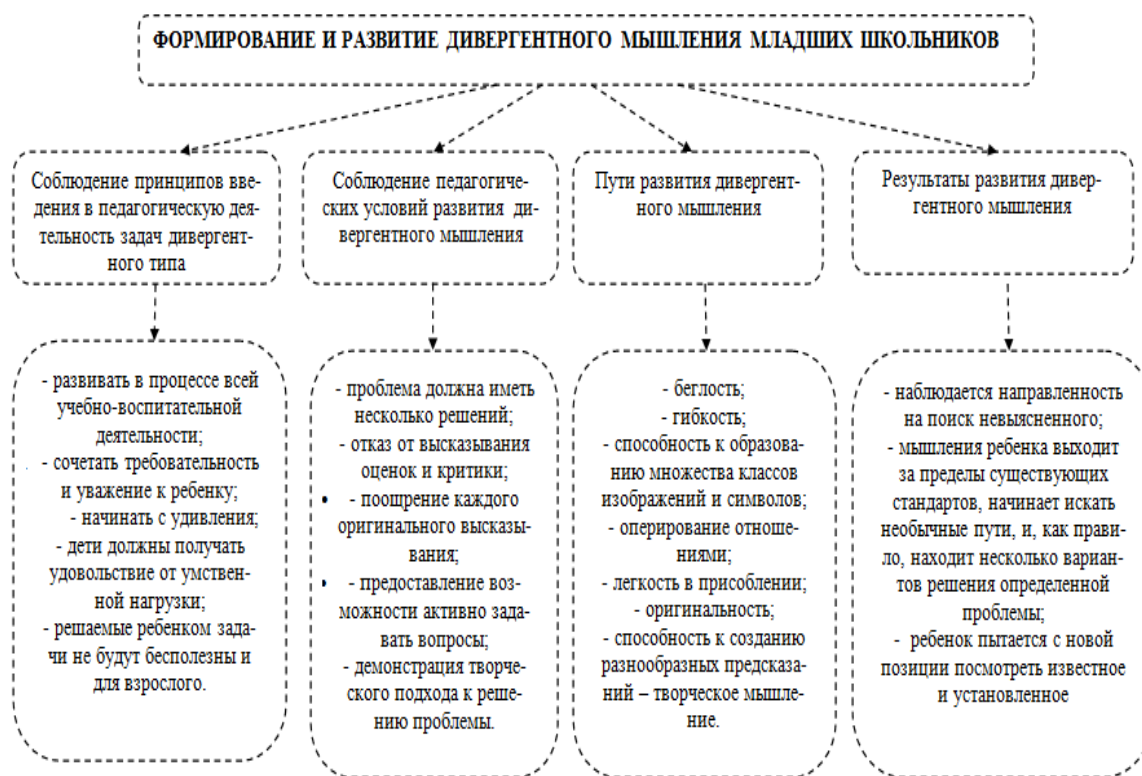 ФОРМИРОВАНИЕ И РАЗВИТИЕ ДИВЕРГЕНТНОГО МЫШЛЕНИЯ МЛАДШИХ ШКОЛЬНИКОВ
Соблюдение принципов вве-
дения в педагогическую дея-
тельность задач дивергент-
ного типа
Соблюдение педагогиче-
ских условий развития ди-
вергентного мышления
Пути развития дивергент-
ного мышления
Результаты развития дивер-
гентного мышления
- развивать в процессе всей
учебно-воспитательной
деятельности;
- сочетать требовательность
и уважение к ребенку;
- начинать с удивления;
- дети должны получать
удовольствие от умствен-
ной нагрузки;
- решаемые ребенком зада-
чи не будут бесполезны и
для взрослого.
- проблема должна иметь
несколько решений;
- отказ от высказывания
оценок и критики;
• - поощрение каждого
оригинального высказы-
вания;
• - предоставление воз-
можности активно зада-
вать вопросы;
- демонстрация творче-
ского подхода к реше-
нию проблемы.
- беглость;
- гибкость;
- способность к образова-
нию множества классов
изображений и символов;
- оперирование отноше-
ниями;
- легкость в присоблении;
- оригинальность;
- способность к созданию
разнообразных предсказа-
ний – творческое мышле-
ние.
- наблюдается направленность
на поиск невыясненного;
- мышления ребенка выходит
за пределы существующих
стандартов, начинает искать
необычные пути, и, как прави-
ло, находит несколько вариан-
тов решения определенной
проблемы;
- ребенок пытается с новой
позиции посмотреть известное
и установленное